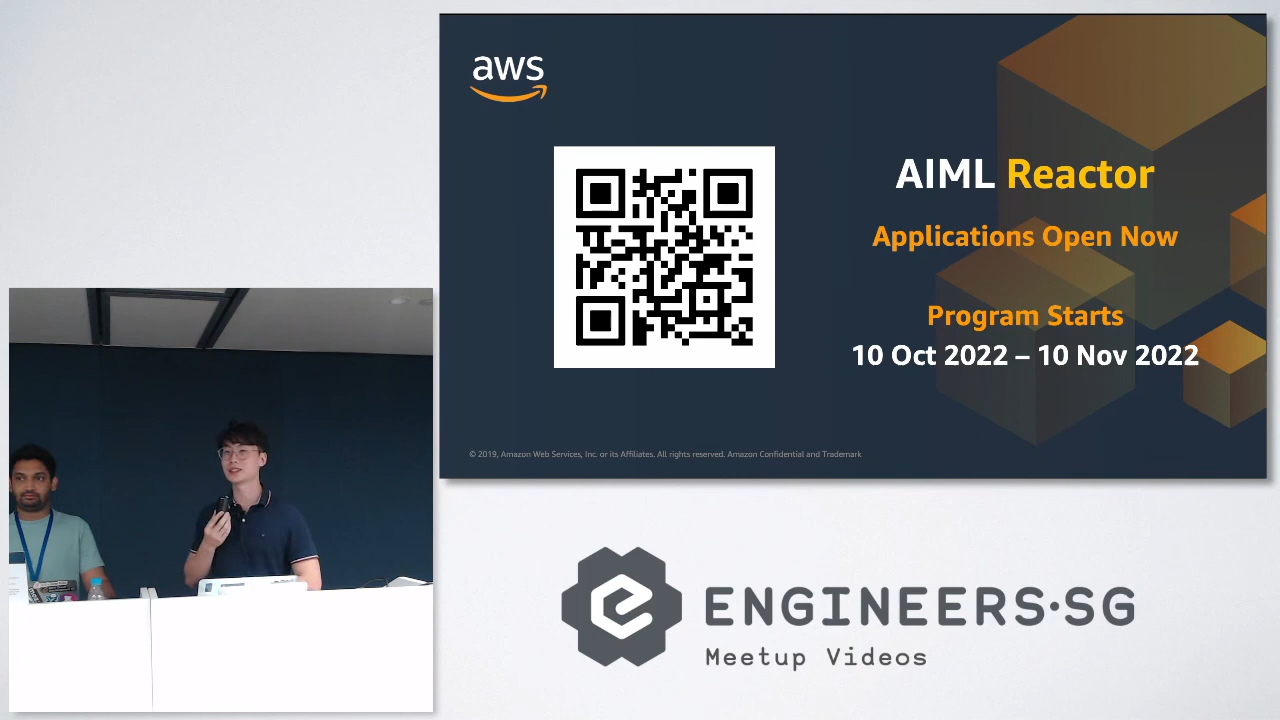 aws
AIML Reactor
Applications Open Now
Program Starts
10 Oct 2022 – 10 Nov 2022
© 2019, Amazon Web Services, Inc. or its Affiliates. All rights reserved. Amazon Confidential and Trademark
ENGINEERS·SG
Meetup Videos